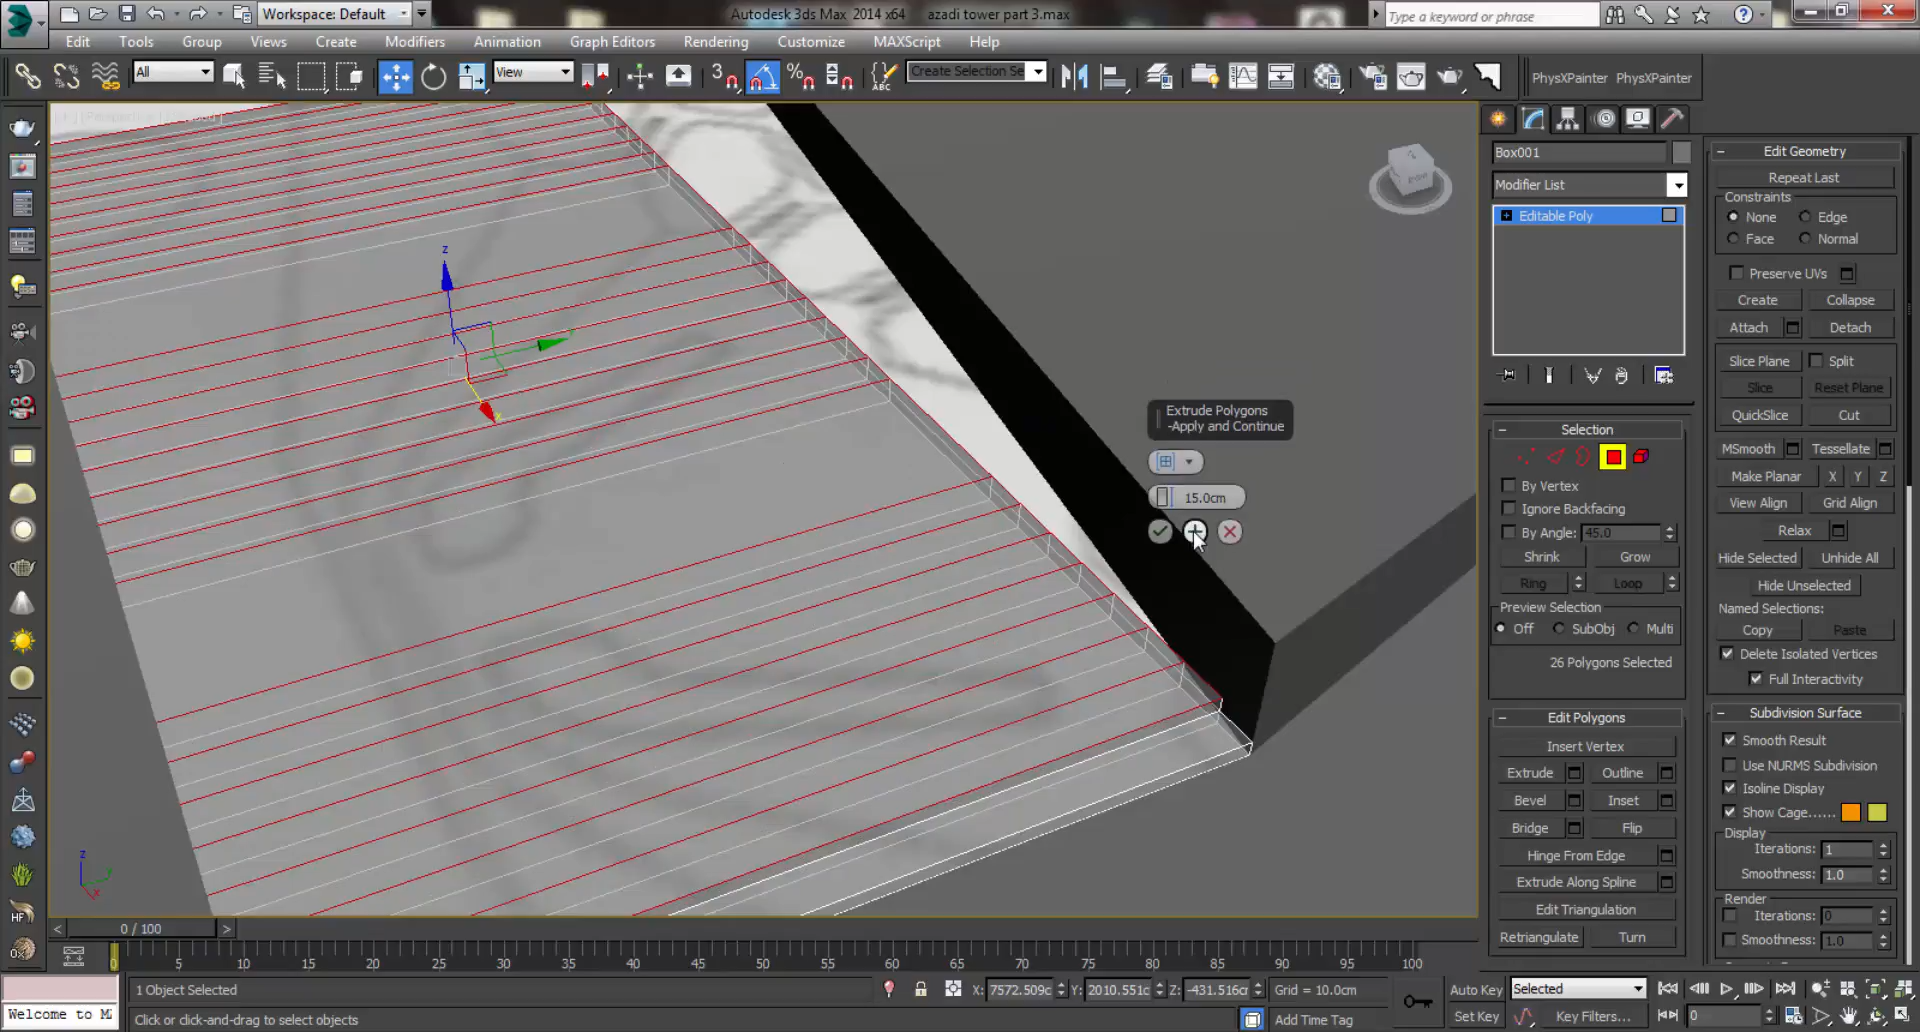 Workspace: Default
Autodesk 3ds Max 2014 x64 azadi tower part 3.max
Type a keyword or phrase
Edit Tools Group Views Create Modifiers Animation Graph Editors Rendering Customize MAXScript Help
All
View
3
ABC
Create Selection Se
PhysXPainter PhysXPainter
Box001
Modifier List
Editable Poly
Selection
By Vertex
Ignore Backfacing
By Angle: 45.0
Shrink Grow
Ring Loop
Preview Selection
Off SubObj Multi
26 Polygons Selected
Edit Polygons
Insert Vertex
Extrude Outline
Bevel Inset
Bridge Flip
Hinge From Edge
Extrude Along Spline
Edit Triangulation
Retriangulate Turn
Edit Geometry
Repeat Last
Constraints
None Edge
Face Normal
Preserve UVs
Create Collapse
Attach Detach
Slice Plane Split
Slice Reset Plane
QuickSlice Cut
MSmooth Tessellate
Make Planar X Y Z
View Align Grid Align
Relax
Hide Selected Unhide All
Hide Unselected
Named Selections:
Copy Paste
Delete Isolated Vertices
Full Interactivity
Subdivision Surface
Smooth Result
Use NURMS Subdivision
Isoline Display
Show Cage......
Display
Iterations: 1
Smoothness: 1.0
Render
Iterations: 0
Smoothness: 1.0
z
Extrude Polygons
-Apply and Continue
15.0cm
z
x
HF
0 / 100
0 5 10 15 20 25 30 35 40 45 50 55 60 65 70 75 80 85 90 95 100
1 Object Selected
X: 7572.509c Y: 2010.551c Z: -431.516cr Grid = 10.0cm
Auto Key Selected
Welcome to M
Click or click-and-drag to select objects
Add Time Tag
Set Key Key Filters... 0